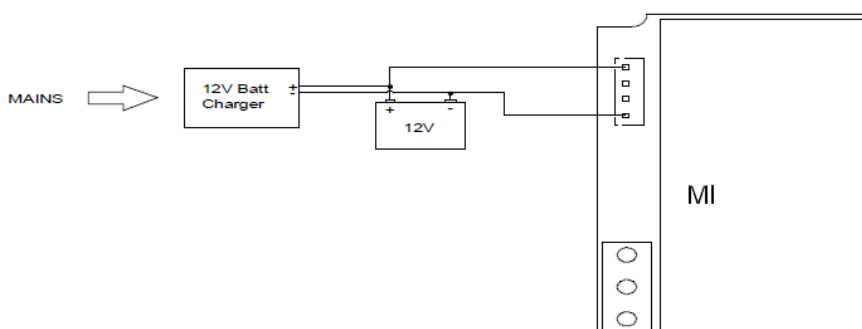 MAINS
12V Batt
Charger
+
-
+
-
12V
MI